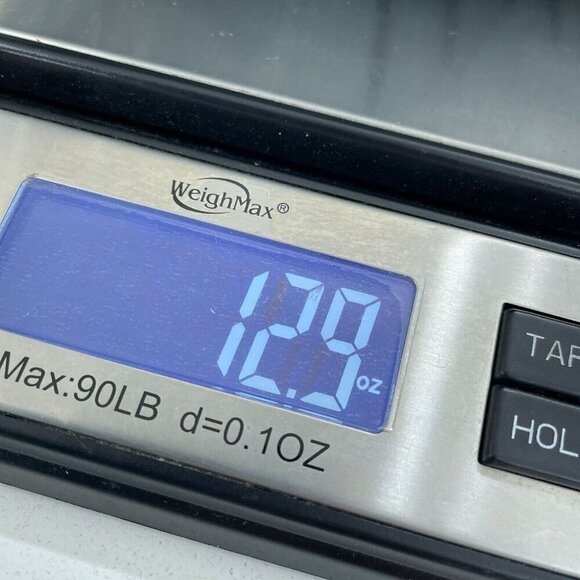 WeighMax®
12.9 oz
Max:90LB d=0.1OZ
TAR
HOL